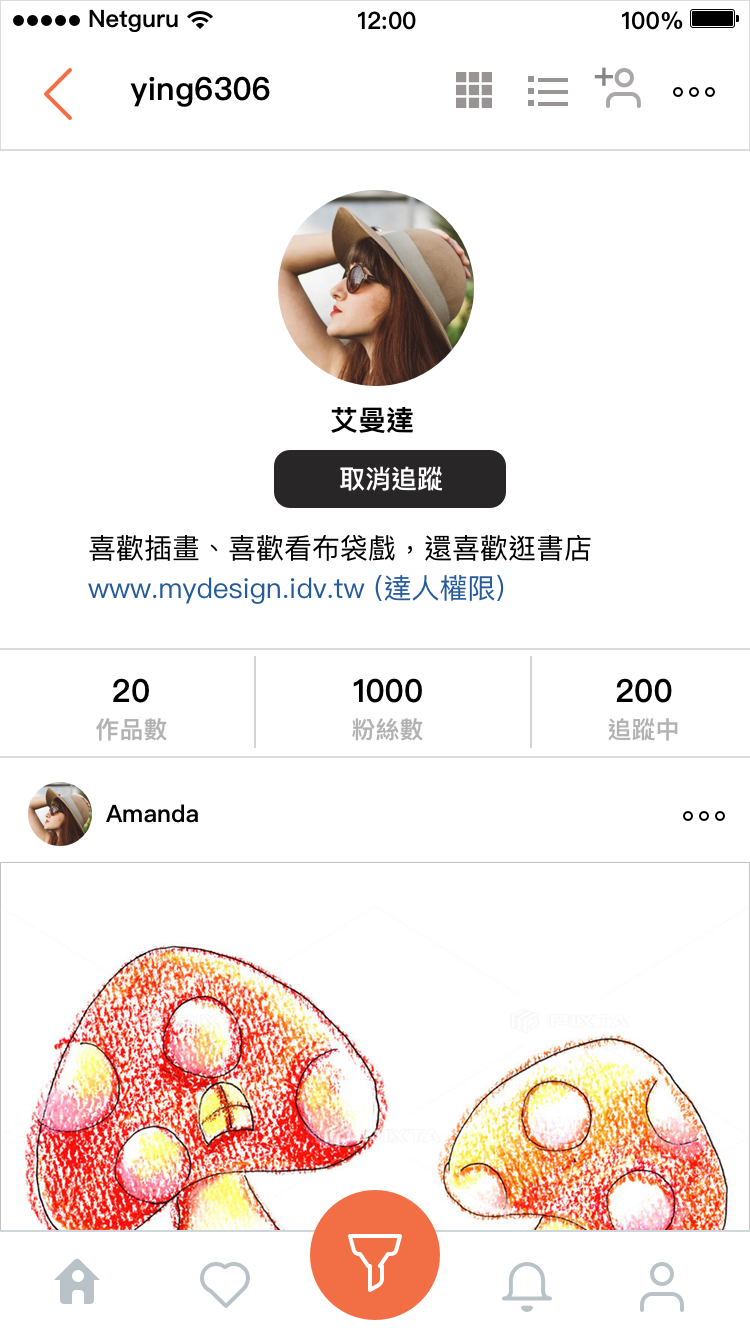 Netguru 12:00 100%
ying6306
艾曼達
取消追蹤
喜歡插畫、喜歡看布袋戲，還喜歡逛書店
www.mydesign.idv.tw (達人權限)
20 1000 200
作品數 粉絲數 追蹤中
Amanda
PIXTA